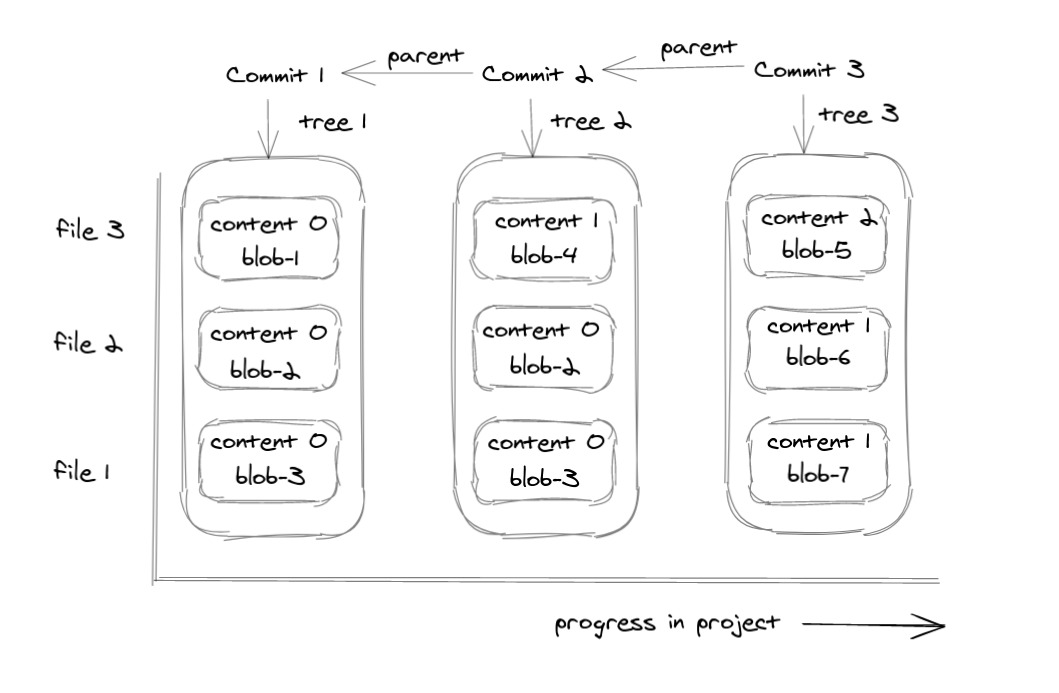 parent
parent
Commit 1
Commit 2
Commit 3
tree 1
tree 2
tree 3
file 3
content 0
blob-1
content 1
blob-4
content 2
blob-5
file 2
content 0
blob-2
content 0
blob-2
content 1
blob-6
file 1
content 0
blob-3
content 0
blob-3
content 1
blob-7
progress in project